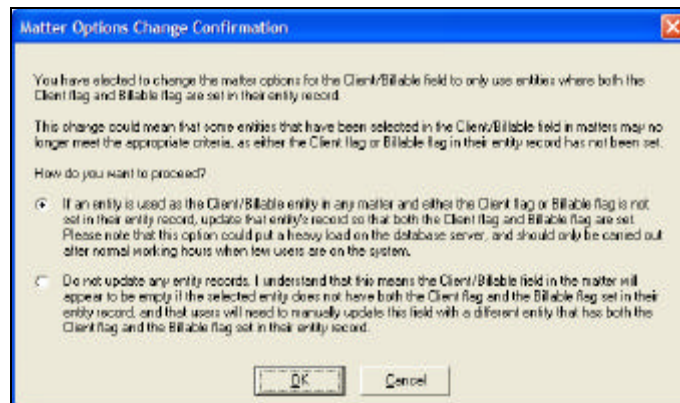 Matter Options Change Confirmation
You have elected to change the matter options for the Client/Billable field to only use entities where both the
Client flag and Billable flag are set in their entity record.
This change could mean that some entities that have been selected in the Client/Billable field in matters may no
longer meet the appropriate criteria, as either the Client flag or Billable flag in their entity record has not been set.
How do you want to proceed?
If an entity is used as the Client/Billable entity in any matter and either the Client flag or Billable flag is not
set in their entity record, update that entity's record so that both the Client flag and Billable flag are set.
Please note that this option could put a heavy load on the database server, and should only be carried out
after normal working hours when few users are on the system.
Do not update any entity records. I understand that this means the Client/Billable field in the matter will
appear to be empty if the selected entity does not have both the Client flag and the Billable flag set in their
entity record, and that users will need to manually update this field with a different entity that has both the
Client flag and the Billable flag set in their entity record.
OK Cancel